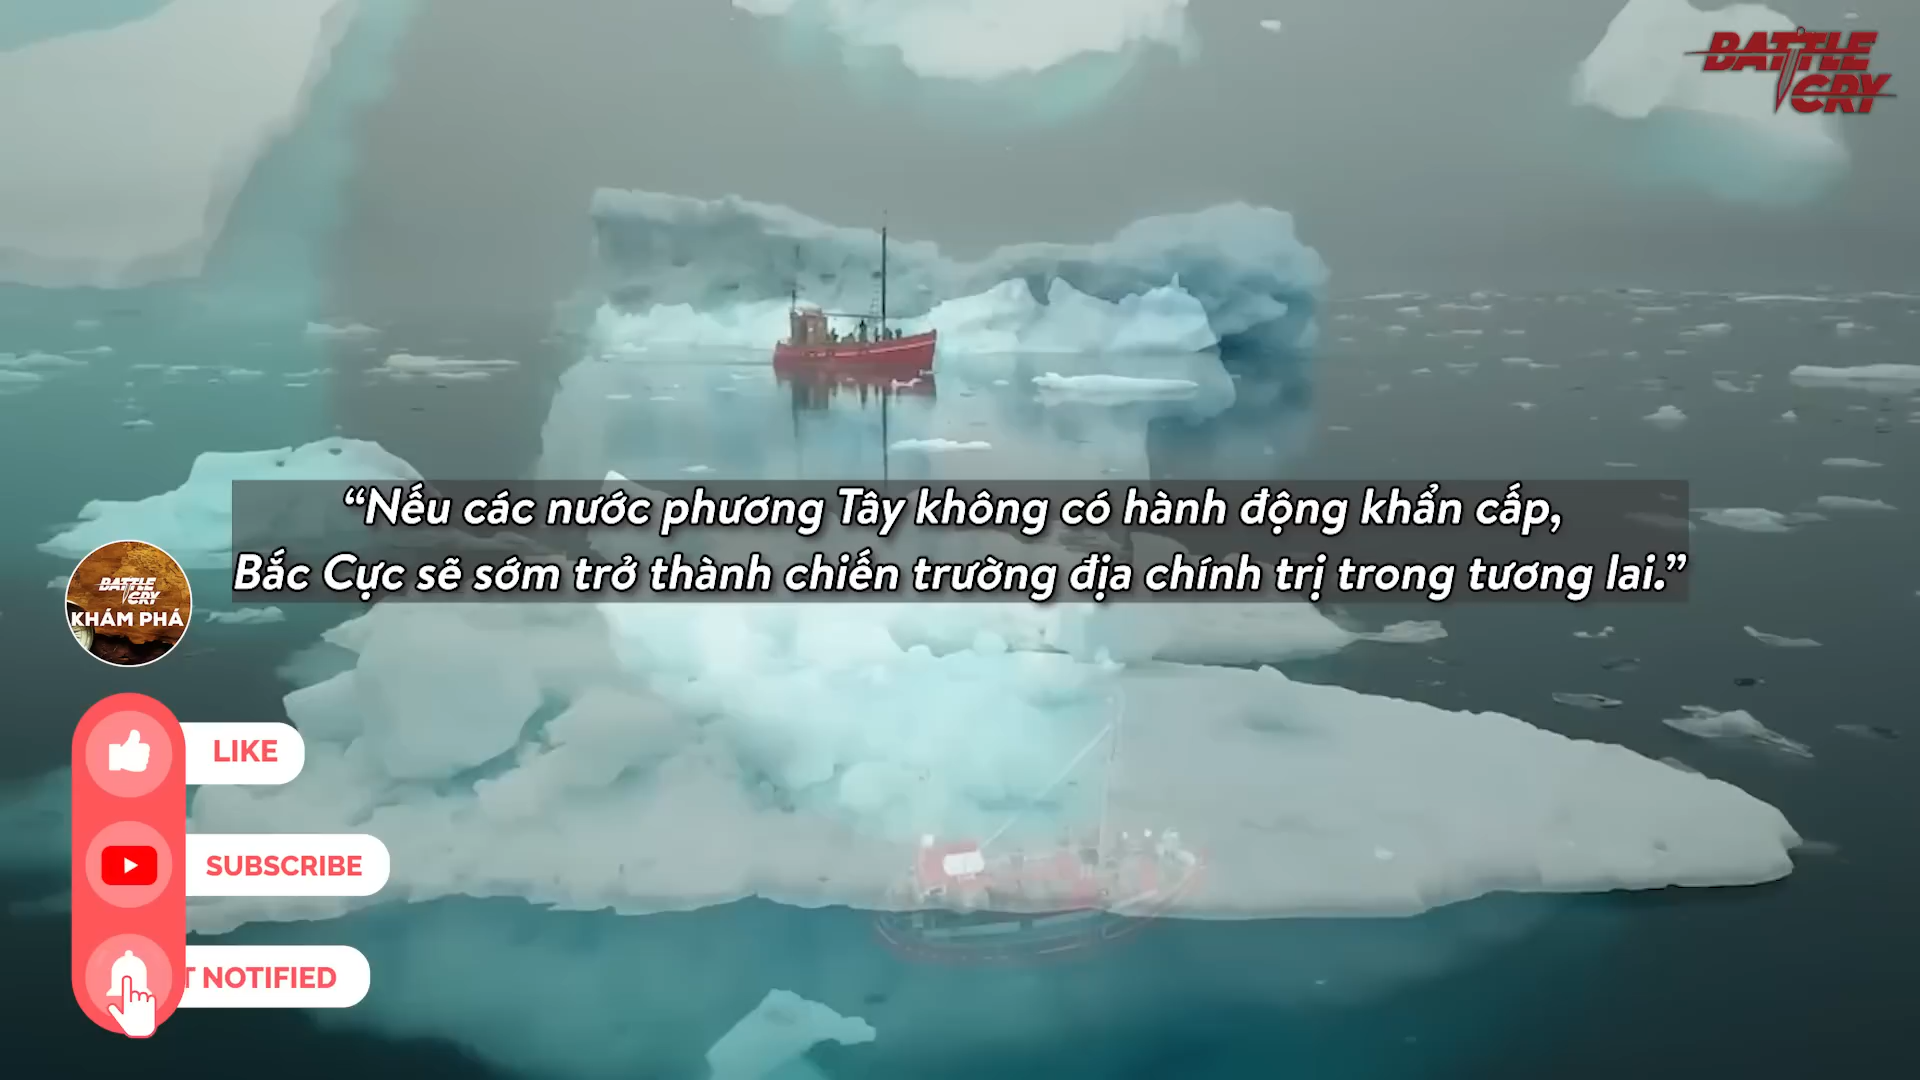 BATTLE
CRY
“Nếu các nước phương Tây không có hành động khẩn cấp,
Bắc Cực sẽ sớm trở thành chiến trường địa chính trị trong tương lai.”
BATTLE
CRY
KHÁM PHÁ
LIKE
SUBSCRIBE
T NOTIFIED